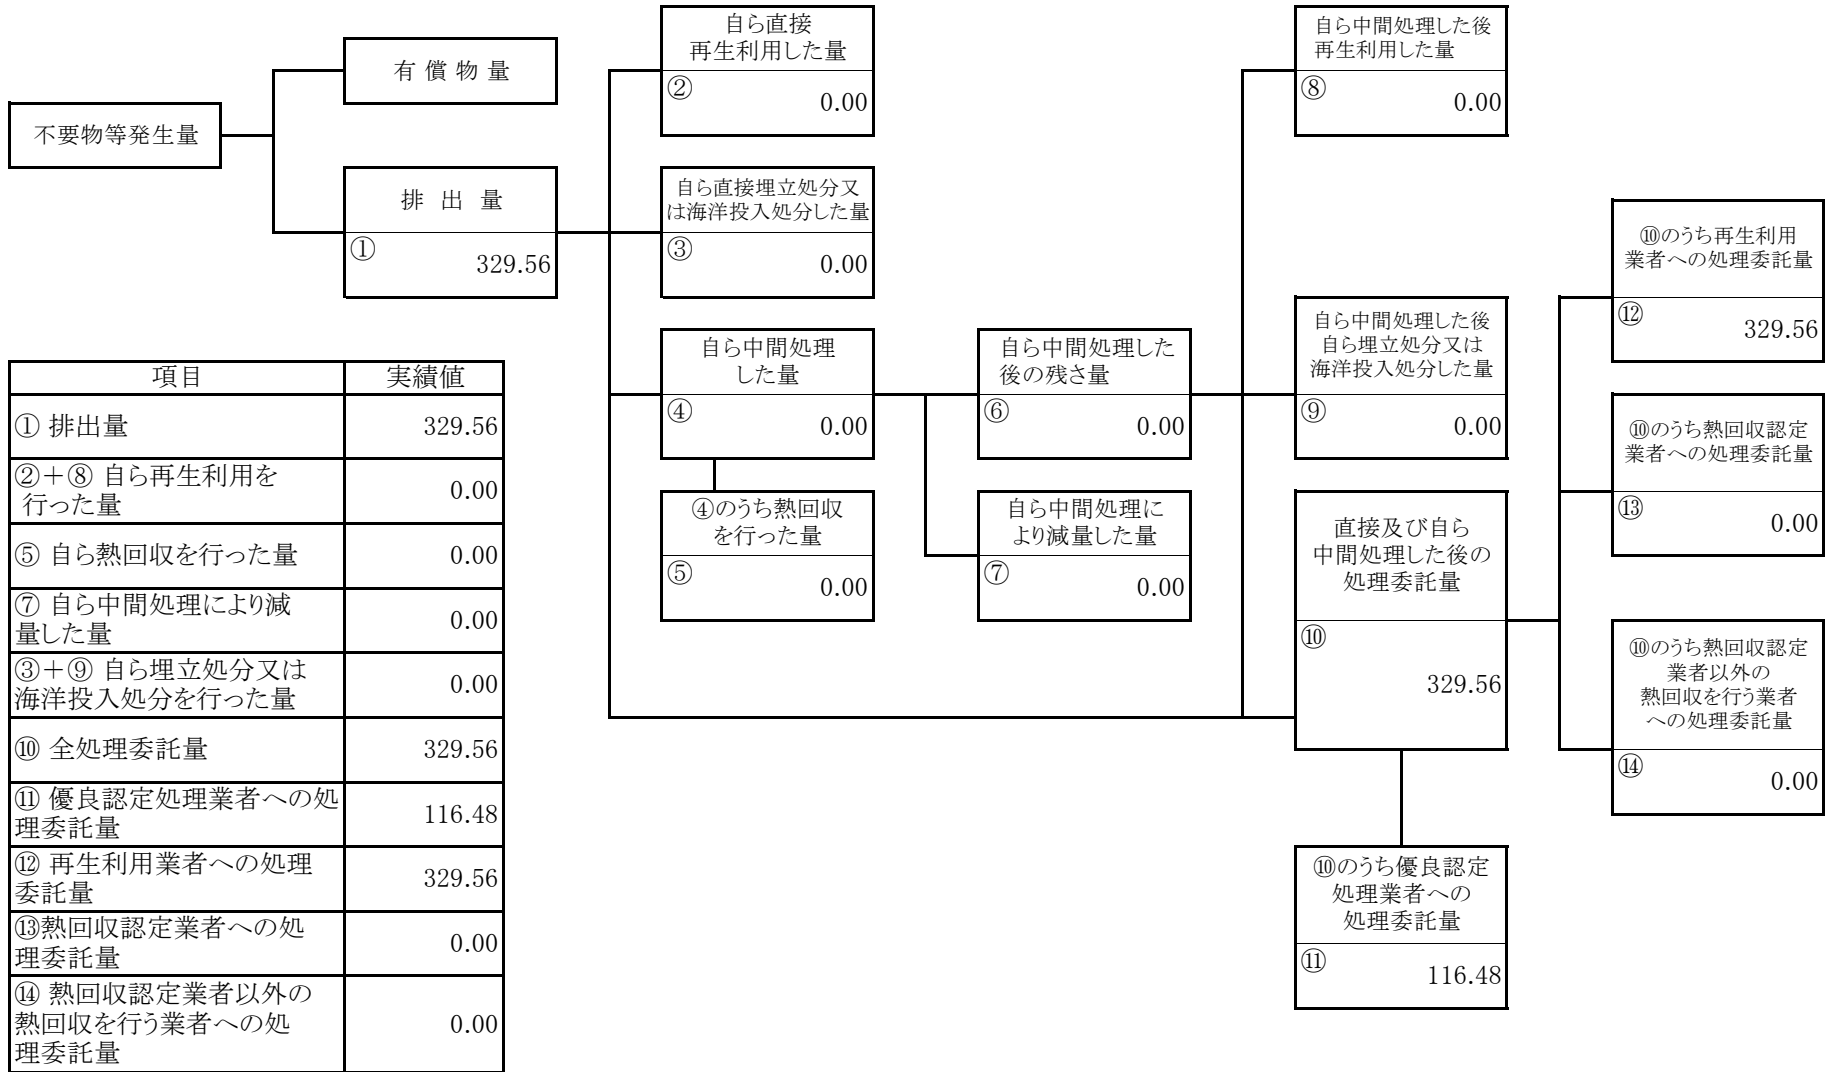 不要物等発生量
有 償 物 量
排 出 量
①
329.56
自ら直接
再生利用した量
②
0.00
自ら直接埋立処分又
は海洋投入処分した量
③
0.00
自ら中間処理
した量
④
0.00
④のうち熱回収
を行った量
⑤
0.00
自ら中間処理した
後の残さ量
⑥
0.00
自ら中間処理に
より減量した量
⑦
0.00
自ら中間処理した後
再生利用した量
⑧
0.00
自ら中間処理した後
自ら埋立処分又は
海洋投入処分した量
⑨
0.00
直接及び自ら
中間処理した後の
処理委託量
⑩
329.56
⑩のうち優良認定
処理業者への
処理委託量
⑪
116.48
⑩のうち再生利用
業者への処理委託量
⑫
329.56
⑩のうち熱回収認定
業者への処理委託量
⑬
0.00
⑩のうち熱回収認定
業者以外の
熱回収を行う業者
への処理委託量
⑭
0.00
項目 実績値
① 排出量 329.56
②＋⑧ 自ら再生利用を
行った量 0.00
⑤ 自ら熱回収を行った量 0.00
⑦ 自ら中間処理により減
量した量 0.00
③＋⑨ 自ら埋立処分又は
海洋投入処分を行った量 0.00
⑩ 全処理委託量 329.56
⑪ 優良認定処理業者への処
理委託量 116.48
⑫ 再生利用業者への処理
委託量 329.56
⑬熱回収認定業者への処
理委託量 0.00
⑭ 熱回収認定業者以外の
熱回収を行う業者への処
理委託量 0.00